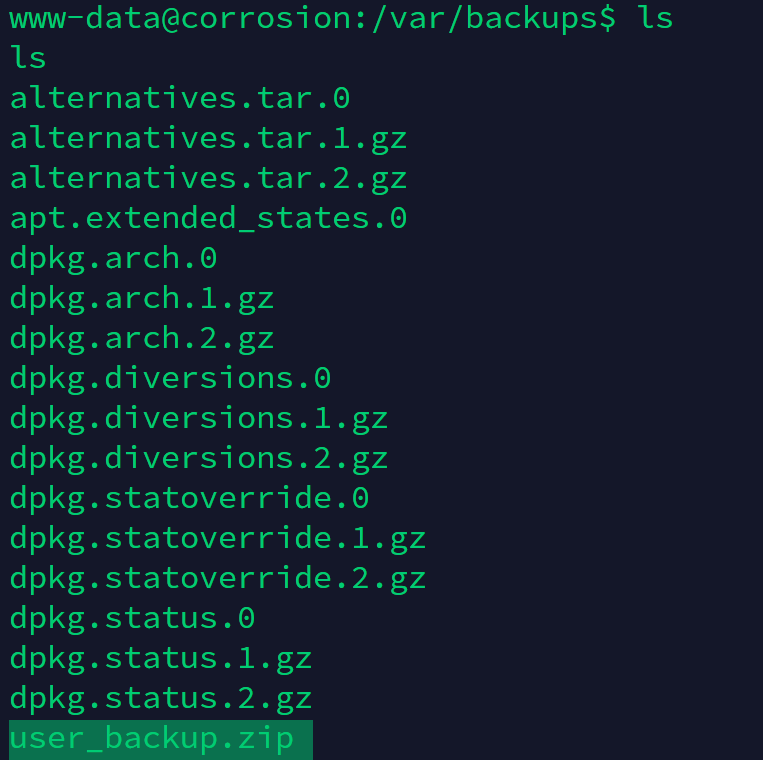 www-data@corrosion:/var/backups$ ls
ls
alternatives.tar.0
alternatives.tar.1.gz
alternatives.tar.2.gz
apt.extended_states.0
dpkg.arch.0
dpkg.arch.1.gz
dpkg.arch.2.gz
dpkg.diversions.0
dpkg.diversions.1.gz
dpkg.diversions.2.gz
dpkg.statoverride.0
dpkg.statoverride.1.gz
dpkg.statoverride.2.gz
dpkg.status.0
dpkg.status.1.gz
dpkg.status.2.gz
user_backup.zip